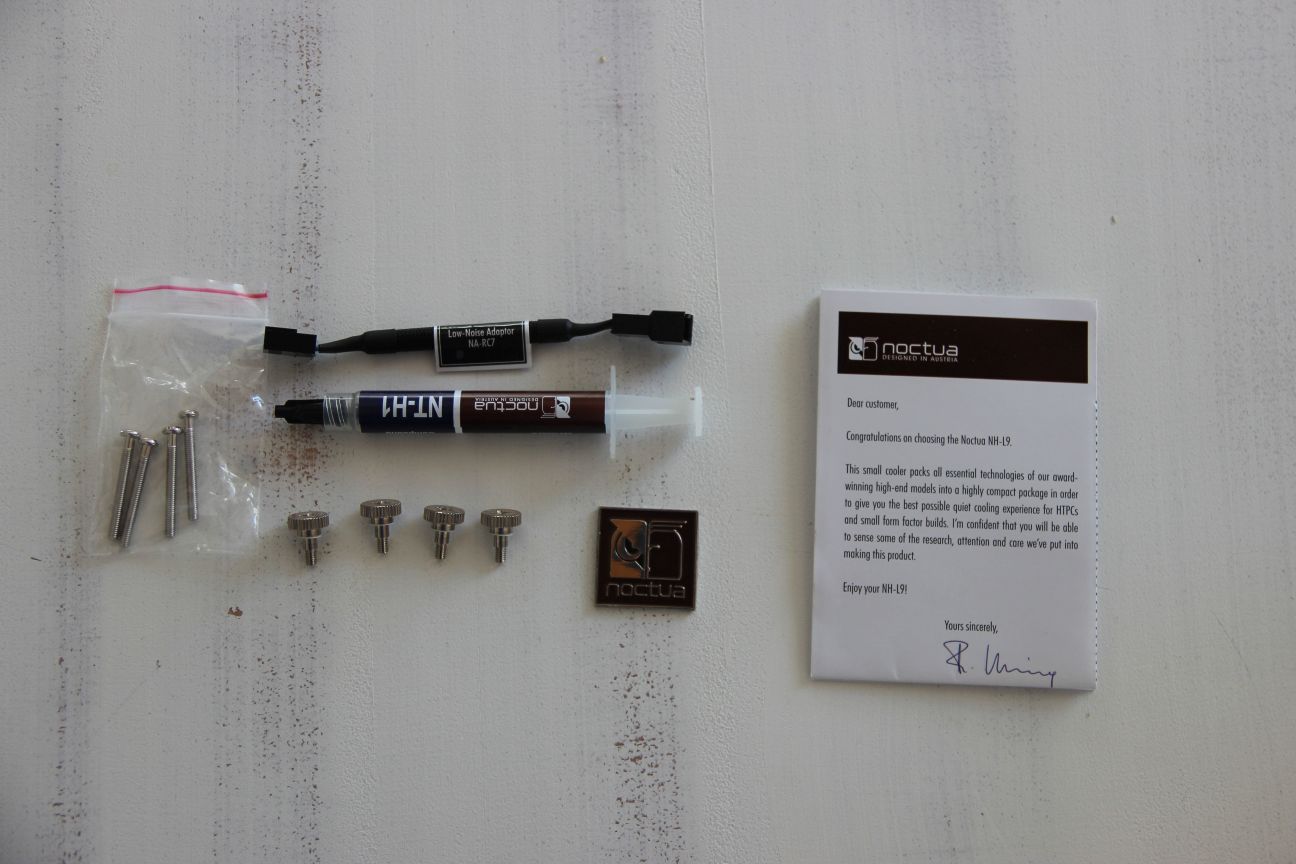 Low-Noise Adaptor
NA-RC7
NT-H1
noctua
DESIGNED IN AUSTRIA
noctua
noctua
DESIGNED IN AUSTRIA
Dear customer,
Congratulations on choosing the Noctua NH-L9.
This small cooler packs all essential technologies of our award-
winning high-end models into a highly compact package in order
to give you the best possible quiet cooling experience for HTPCs
and small form factor builds. I'm confident that you will be able
to sense some of the research, attention and care we've put into
making this product.
Enjoy your NH-L9!
Yours sincerely,